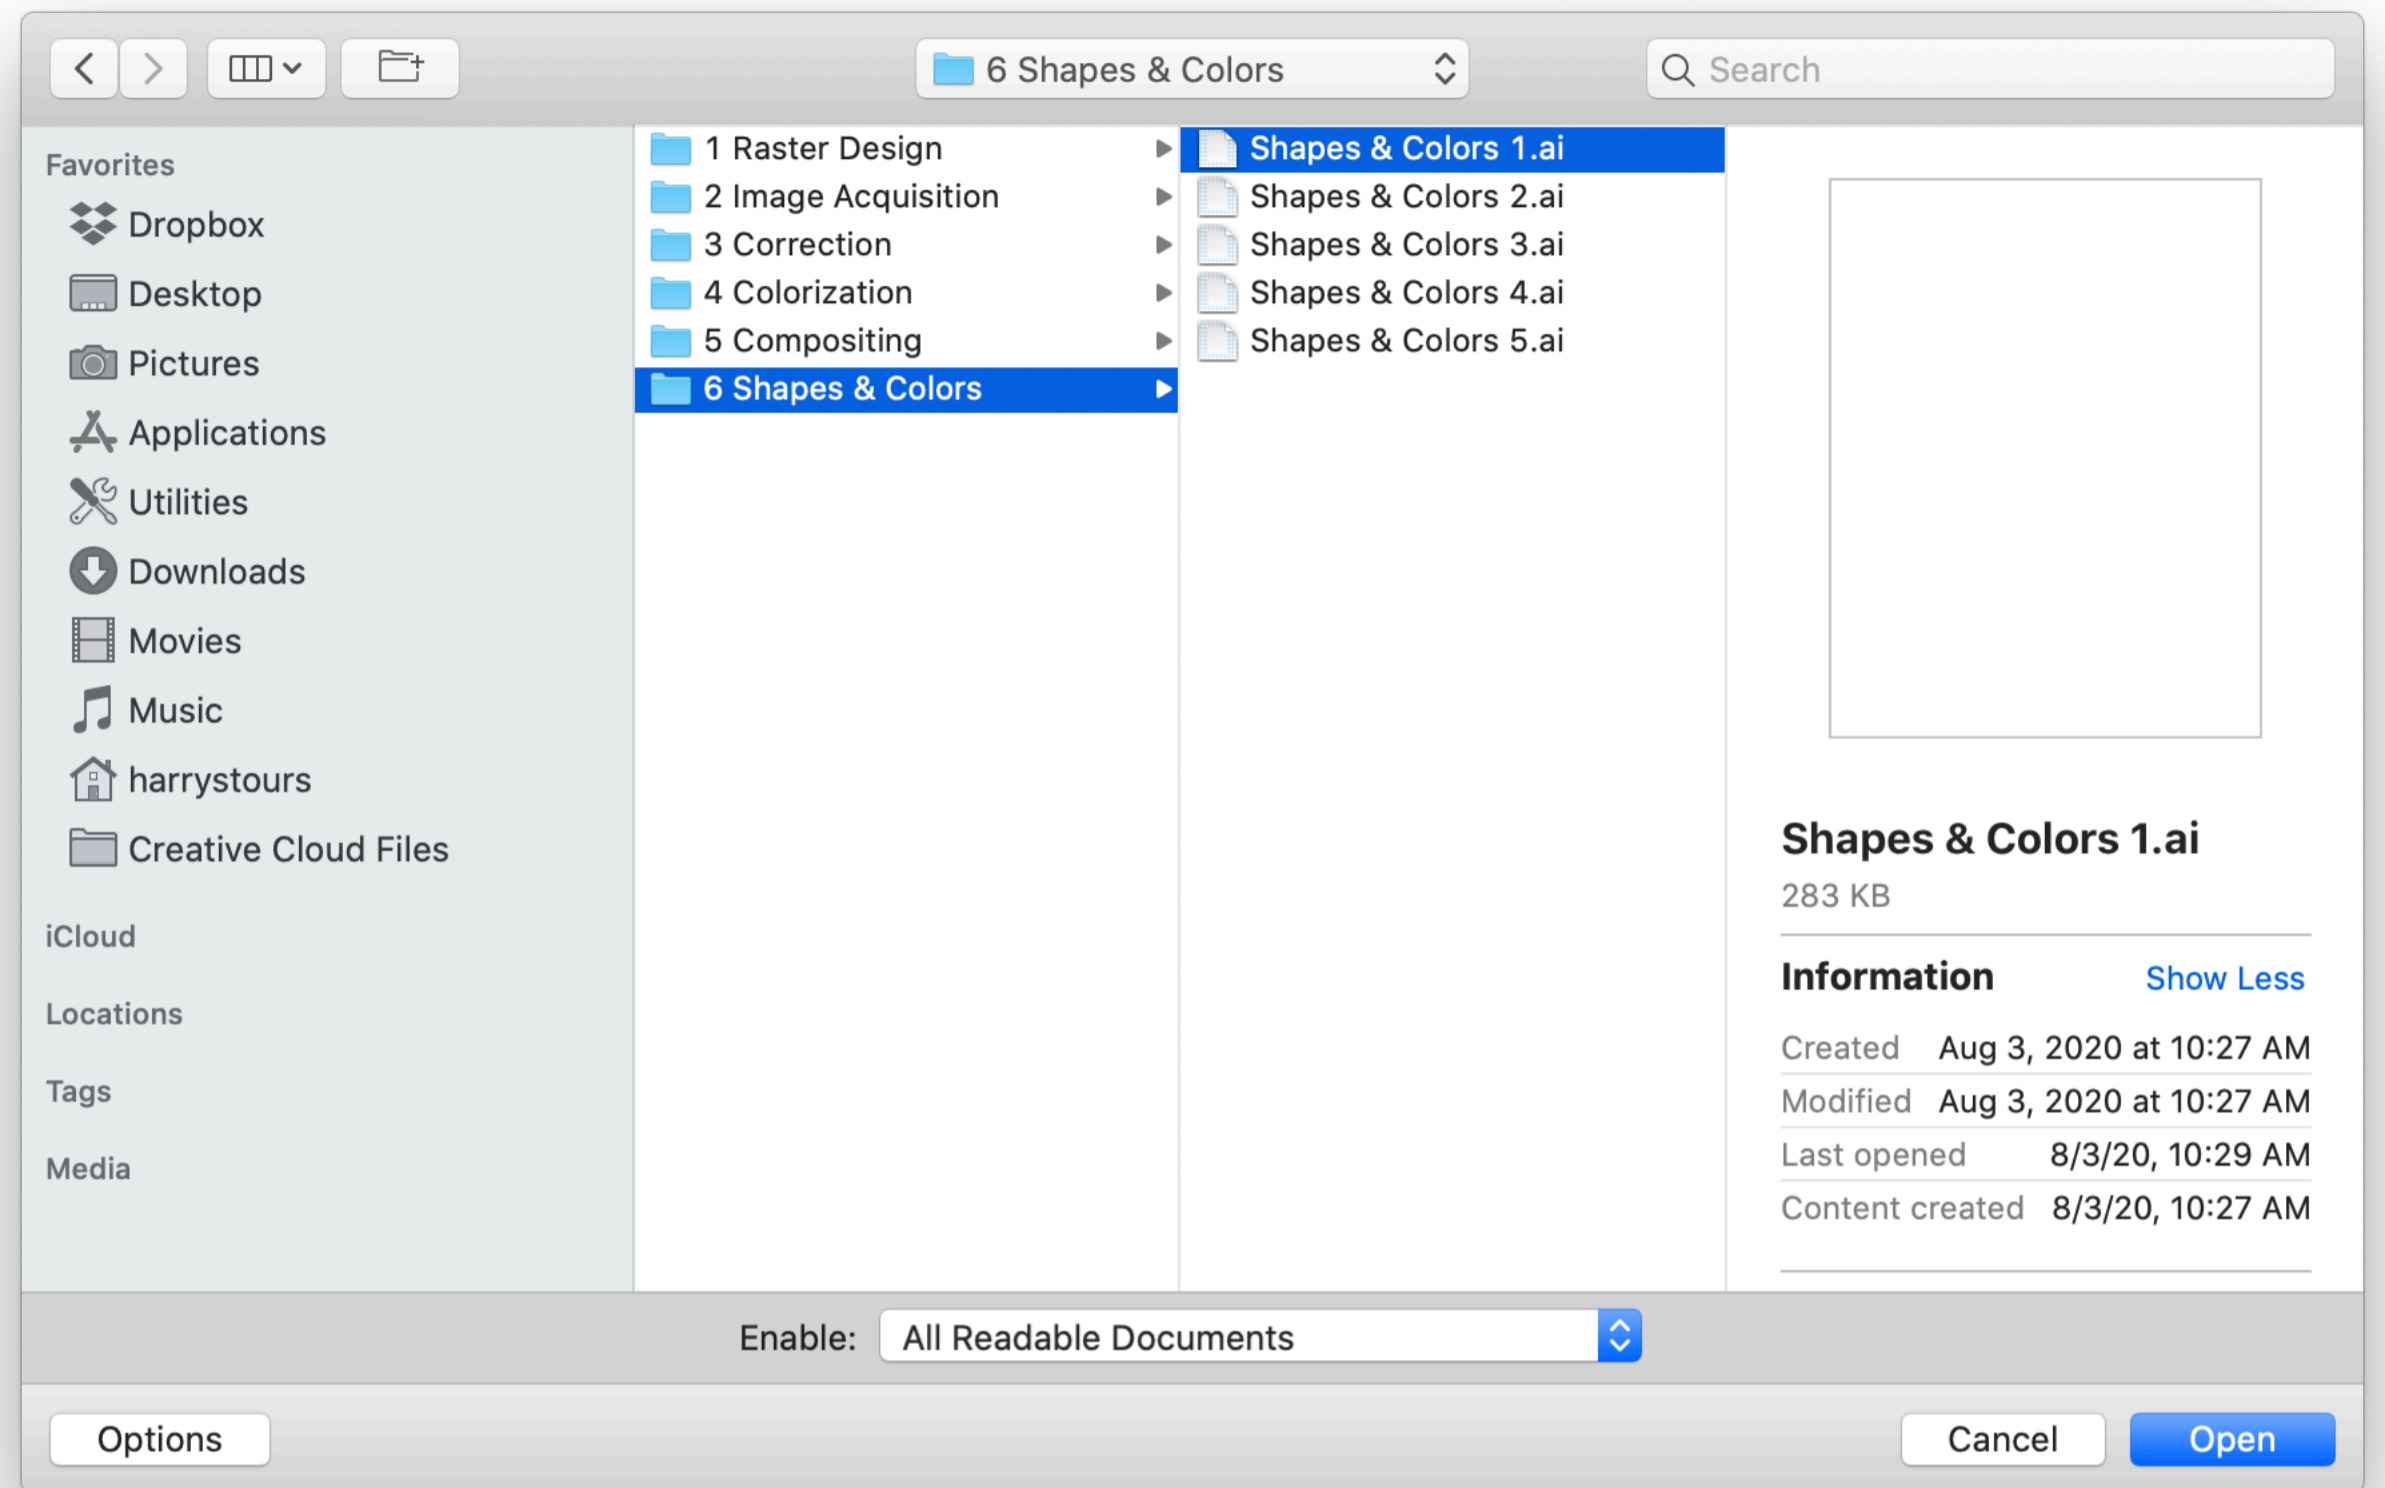 6 Shapes & Colors
Search
Favorites
Dropbox
Desktop
Pictures
Applications
Utilities
Downloads
Movies
Music
harrystours
Creative Cloud Files
iCloud
Locations
Tags
Media
1 Raster Design
2 Image Acquisition
3 Correction
4 Colorization
5 Compositing
6 Shapes & Colors
Shapes & Colors 1.ai
Shapes & Colors 2.ai
Shapes & Colors 3.ai
Shapes & Colors 4.ai
Shapes & Colors 5.ai
Shapes & Colors 1.ai
283 KB
Information Show Less
Created Aug 3, 2020 at 10:27 AM
Modified Aug 3, 2020 at 10:27 AM
Last opened 8/3/20, 10:29 AM
Content created 8/3/20, 10:27 AM
Enable: All Readable Documents
Options Cancel Open